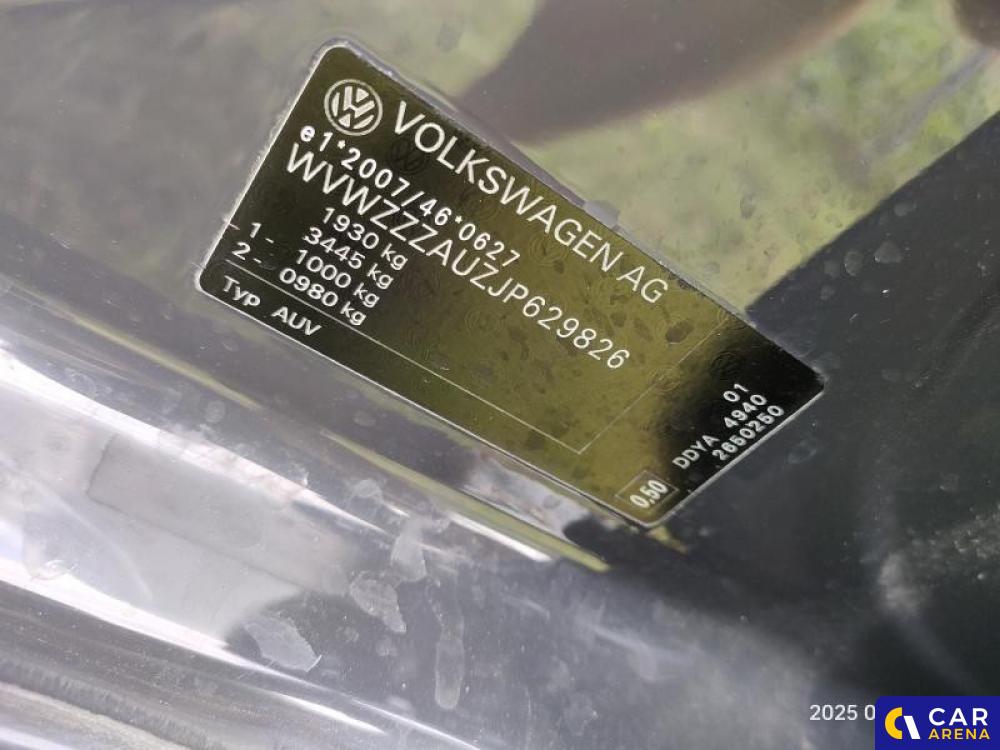 VOLKSWAGEN AG
e1*2007/46*0627
WVWZZZAUZJP629826
1930 kg
3445 kg
1- 1000 kg
2- 0980 kg
Typ AUV
01
DDYA 4940
2650250
0,50
2025 0
CAR
ARENA